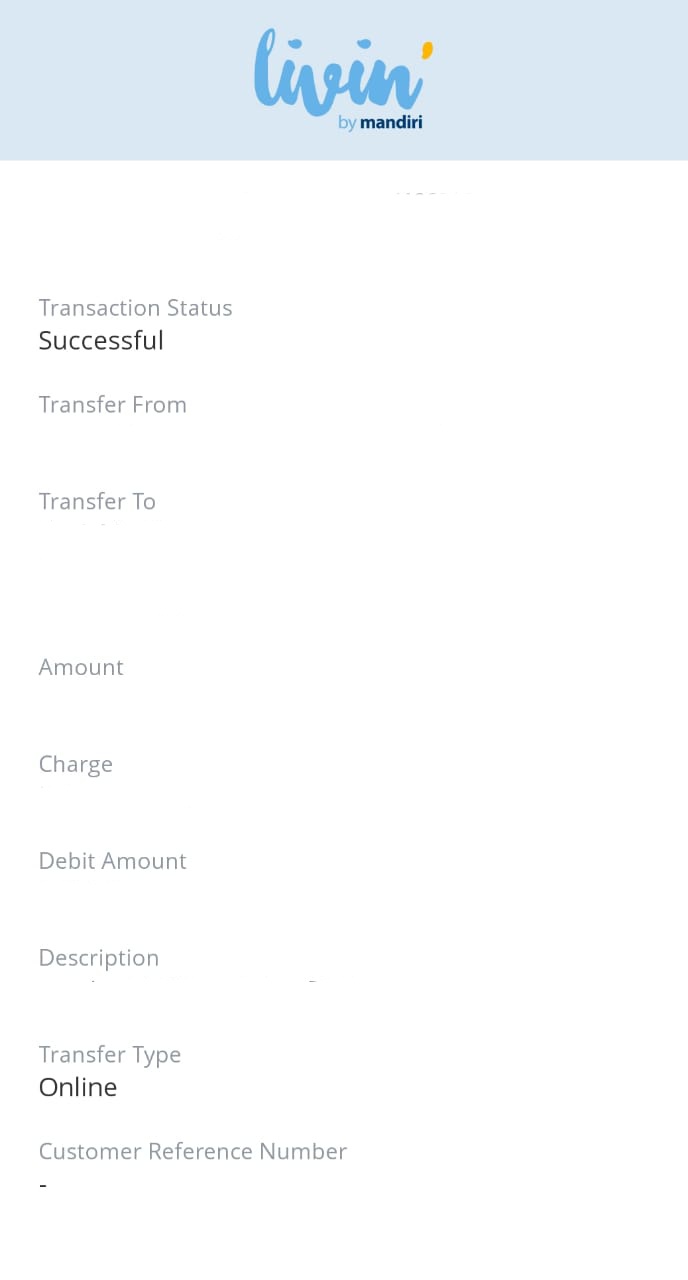 livin'
by mandiri
Transaction Status
Successful
Transfer From
Transfer To
Amount
Charge
Debit Amount
Description
Transfer Type
Online
Customer Reference Number
-